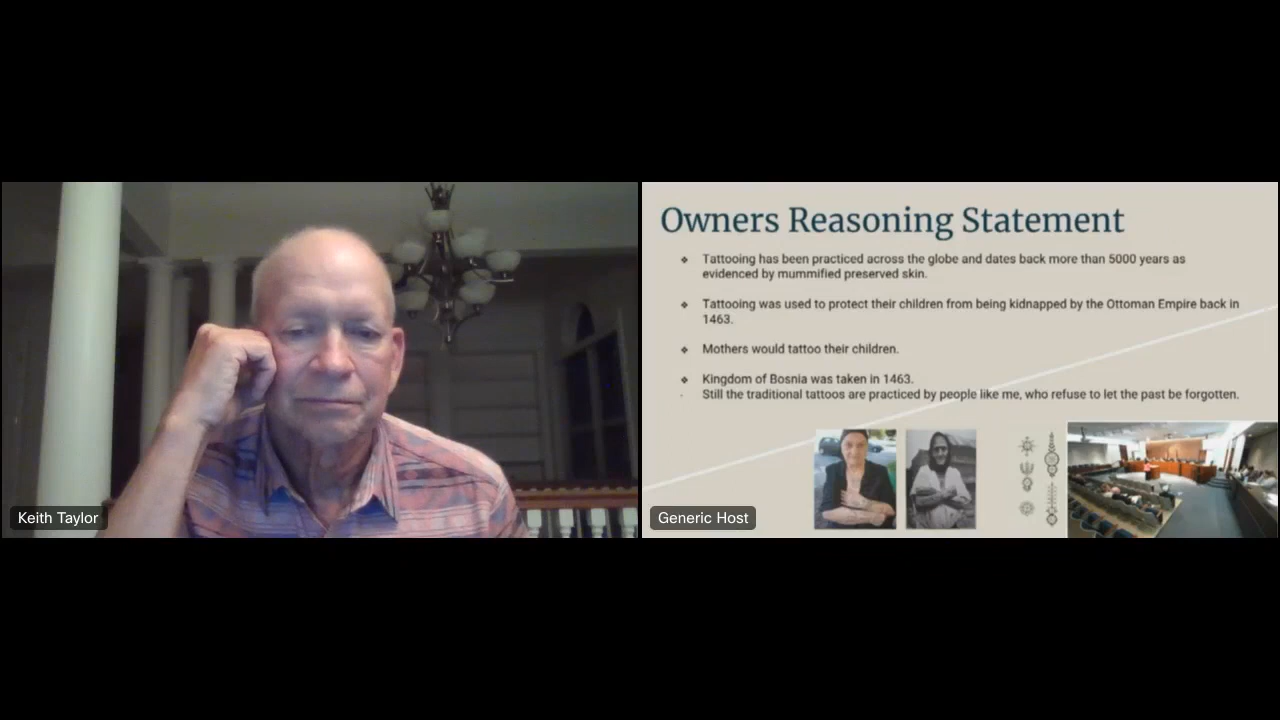 Owners Reasoning Statement
Tattooing has been practiced across the globe and dates back more than 5000 years as
evidenced by mummified preserved skin.
Tattooing was used to protect their children from being kidnapped by the Ottoman Empire back in
1463.
Mothers would tattoo their children.
Kingdom of Bosnia was taken in 1463.
Still the traditional tattoos are practiced by people like me, who refuse to let the past be forgotten.
Keith Taylor
Generic Host